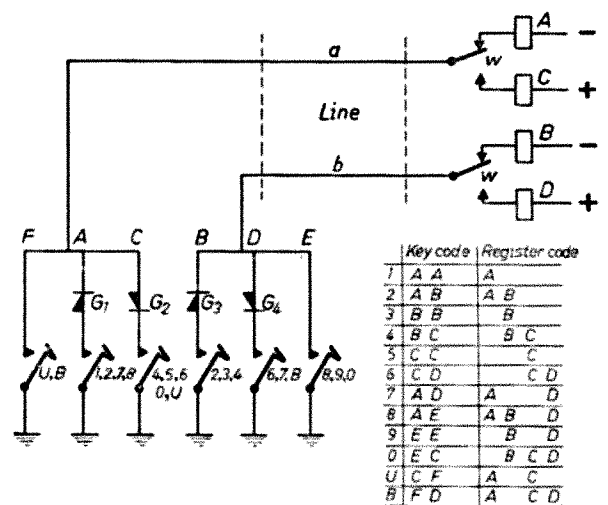 A −
a
w
C +
Line
B −
b
w
D +
F A C B D E
G1 G2 G3 G4
U,B 1,2,7,8 4,5,6 2,3,4 6,7,B 8,9,0
0,U
Key code Register code
1 A A A
2 A B A B
3 B B B
4 B C B C
5 C C C
6 C D C D
7 A D A D
8 A E A B D
9 E E B D
0 E C B C D
U C F A C
B F D A C D